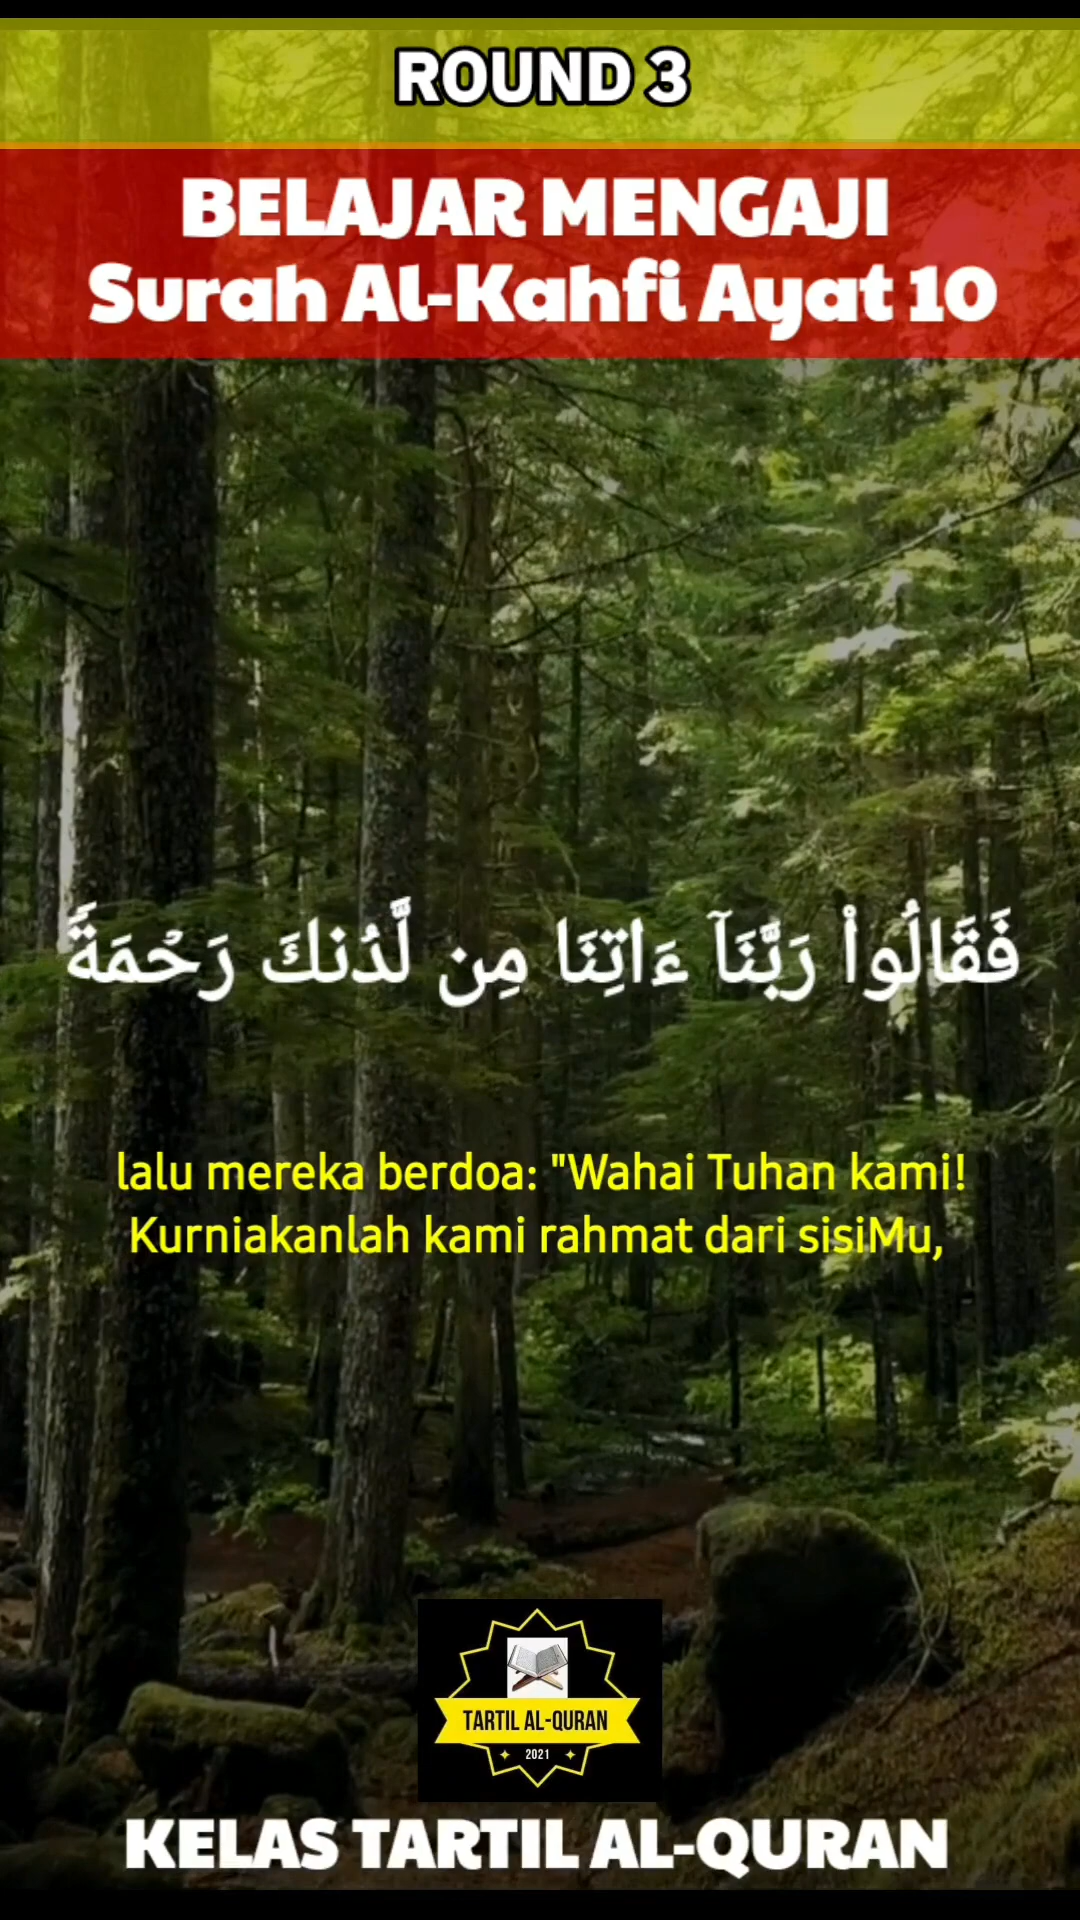 ROUND 3
BELAJAR MENGAJI
Surah Al-Kahfi Ayat 10
فَقَالُوا۟ رَبَّنَآ ءَاتِنَا مِن لَّدُنكَ رَحْمَةً
lalu mereka berdoa: "Wahai Tuhan kami!
Kurniakanlah kami rahmat dari sisiMu,
TARTIL AL-QURAN
2021
KELAS TARTIL AL-QURAN